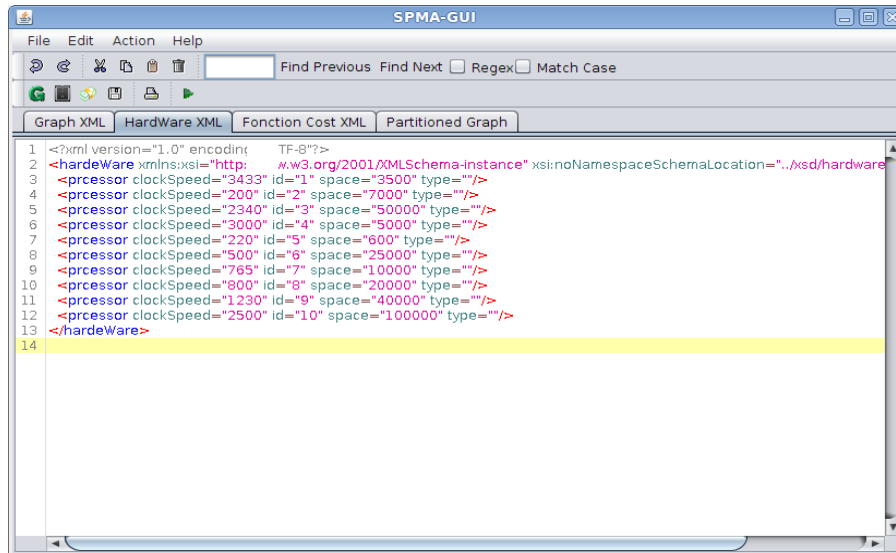 SPMA-GUI
File Edit Action Help
Find Previous Find Next Regex Match Case
G
Graph XML HardWare XML Fonction Cost XML Partitioned Graph
1 <?xml version="1.0" encoding TF-8"?>
2 <hardeWare xmlns:xsi="http: w.w3.org/2001/XMLSchema-instance" xsi:noNamespaceSchemaLocation="../xsd/hardware
3 <prcessor clockSpeed="3433" id="1" space="3500" type=""/>
4 <prcessor clockSpeed="200" id="2" space="7000" type=""/>
5 <prcessor clockSpeed="2340" id="3" space="50000" type=""/>
6 <prcessor clockSpeed="3000" id="4" space="5000" type=""/>
7 <prcessor clockSpeed="220" id="5" space="600" type=""/>
8 <prcessor clockSpeed="500" id="6" space="25000" type=""/>
9 <prcessor clockSpeed="765" id="7" space="10000" type=""/>
10 <prcessor clockSpeed="800" id="8" space="20000" type=""/>
11 <prcessor clockSpeed="1230" id="9" space="40000" type=""/>
12 <prcessor clockSpeed="2500" id="10" space="100000" type=""/>
13 </hardeWare>
14